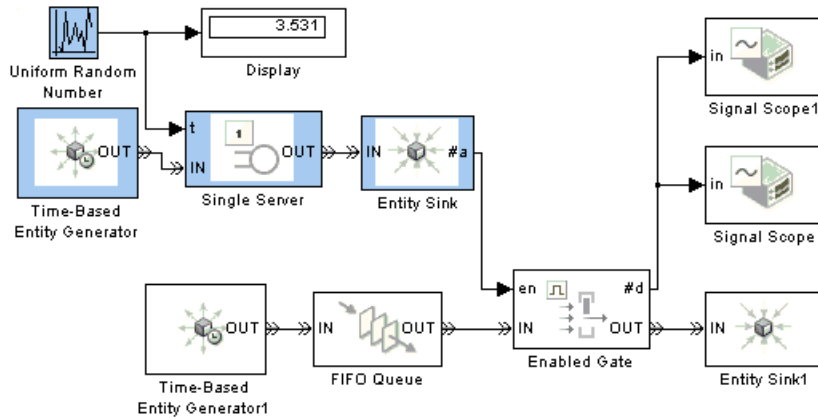 3.531
Uniform Random
Number
Display
in
Signal Scope1
OUT
t
IN
1
OUT
IN
#a
in
Time-Based
Entity Generator
Single Server
Entity Sink
Signal Scope
en
#d
OUT
IN
OUT
IN
OUT
IN
Time-Based
Entity Generator1
FIFO Queue
Enabled Gate
Entity Sink1